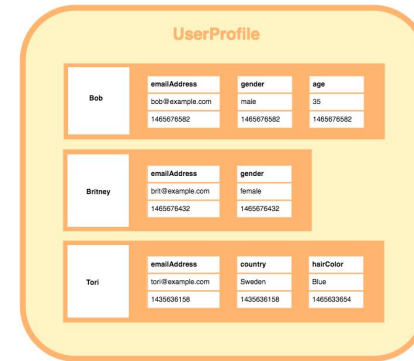 UserProfile
Bob
emailAddress gender age
bob@example.com male 35
1465676582 1465676582 1465676582
Britney
emailAddress gender
brit@example.com female
1465676432 1465676432
Tori
emailAddress country hairColor
tori@example.com Sweden Blue
1435636158 1435636158 1465633654